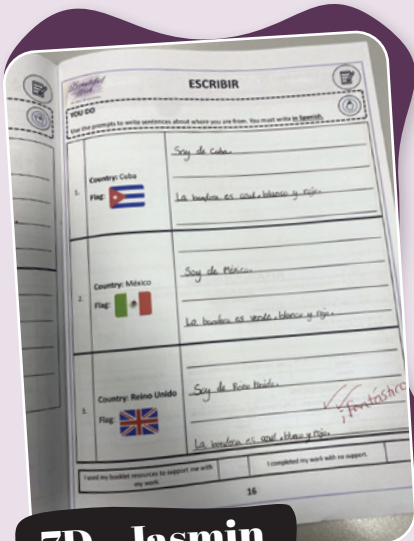 Beautiful
ESCRIBIR
YOU DO
Use the prompts to write sentences about where you are from. You must write in Spanish.
1.
Country: Cuba
Flag:
Soy de Cuba.
La bandera es azul, blanco y rojo.
2.
Country: México
Flag:
Soy de México.
La bandera es verde, blanco y rojo.
3.
Country: Reino Unido
Flag:
Soy de Reino Unido.
La bandera es azul, blanco y rojo.
¡fantástico
I used my booklet resources to support me with my work.
I completed my work with no support.
16
7D - Jasmin